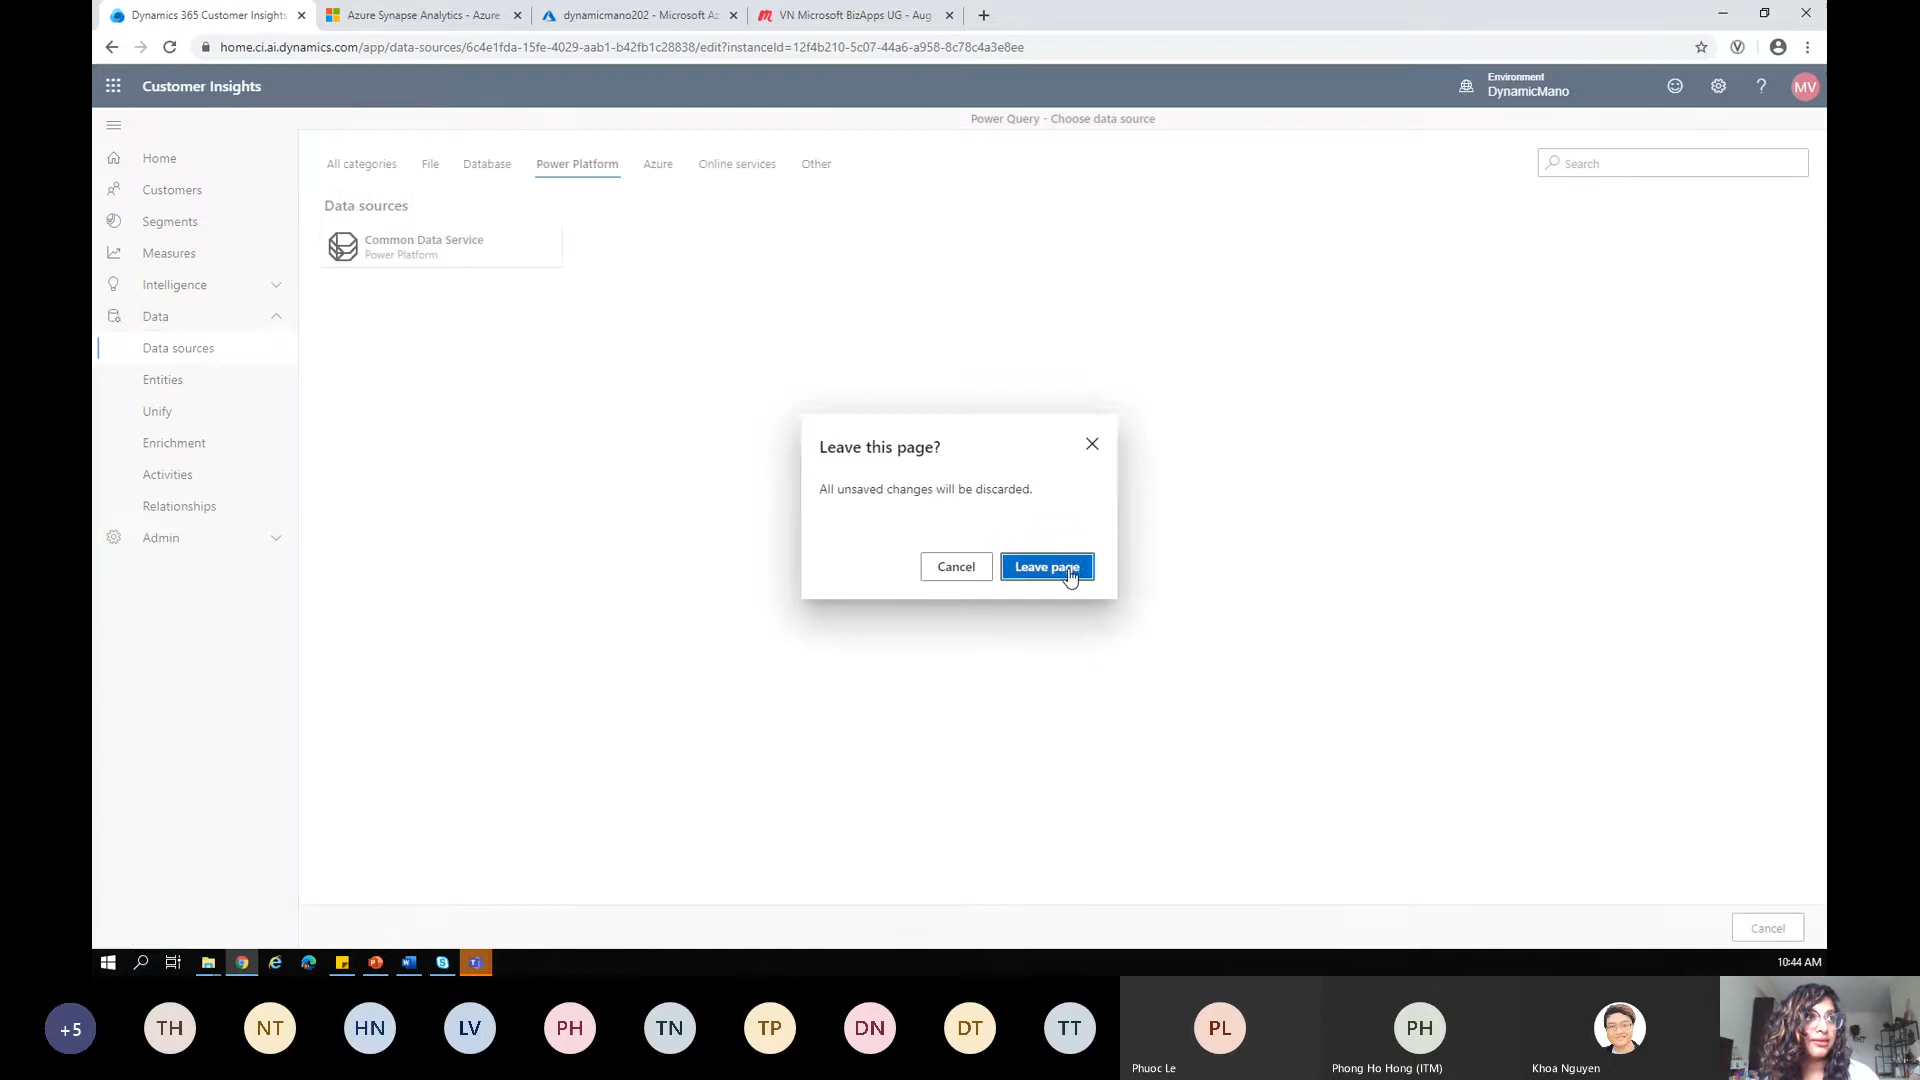 Dynamics 365 Customer Insights
Azure Synapse Analytics - Azure
dynamicmano202 - Microsoft Az
VN Microsoft BizApps UG - Aug
home.ci.ai.dynamics.com/app/data-sources/6c4e1fda-15fe-4029-aab1-b42fb1c28838/edit?instanceId=12f4b210-5c07-44a6-a958-8c78c4a3e8ee
Customer Insights
Environment
DynamicMano
MV
Power Query - Choose data source
Home
Customers
Segments
Measures
Intelligence
Data
Data sources
Entities
Unify
Enrichment
Activities
Relationships
Admin
All categories
File
Database
Power Platform
Azure
Online services
Other
Search
Data sources
Common Data Service
Power Platform
Leave this page?
All unsaved changes will be discarded.
Cancel
Leave page
Cancel
10:44 AM
+5
TH
NT
HN
LV
PH
TN
TP
DN
DT
TT
PL
PH
Phuoc Le
Phong Ho Hong (ITM)
Khoa Nguyen